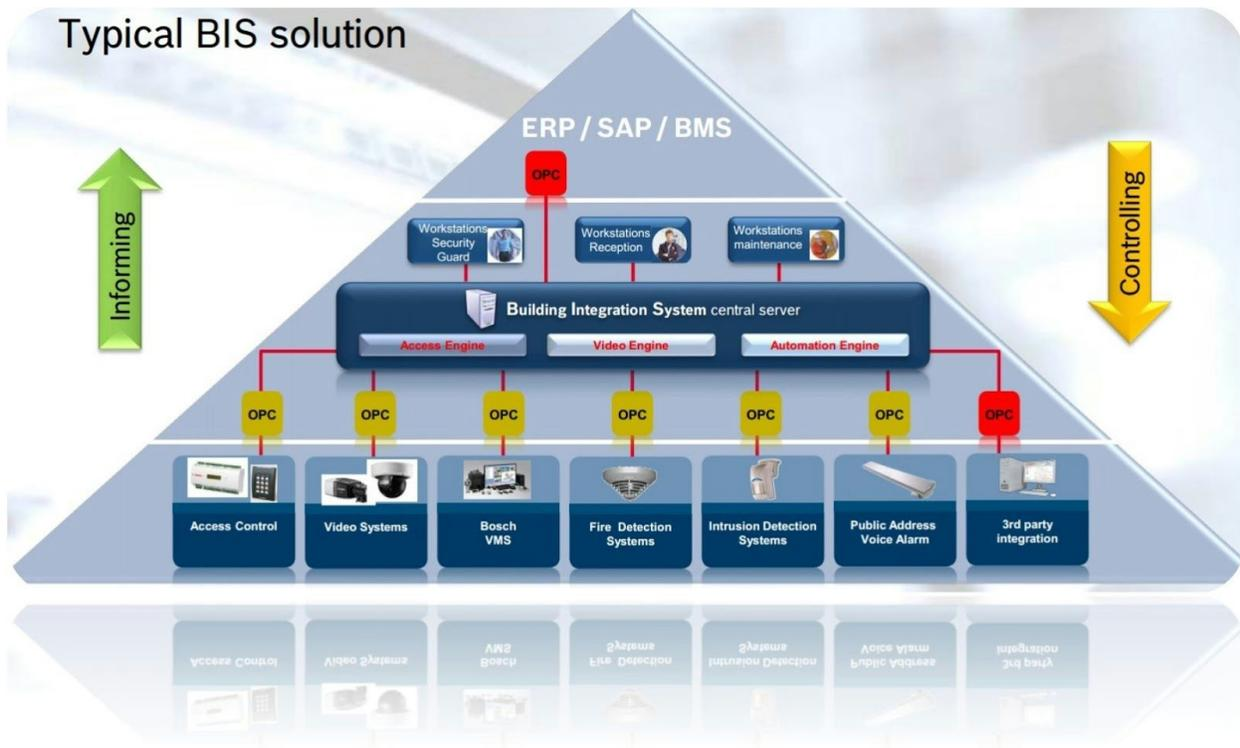 Typical BIS solution
ERP / SAP / BMS
OPC
Informing
Controlling
Workstations
Security
Guard
Workstations
Reception
Workstations
maintenance
Building Integration System central server
Access Engine
Video Engine
Automation Engine
OPC
OPC
OPC
OPC
OPC
OPC
OPC
Access Control
Video Systems
Bosch
VMS
Fire Detection
Systems
Intrusion Detection
Systems
Public Address
Voice Alarm
3rd party
integration